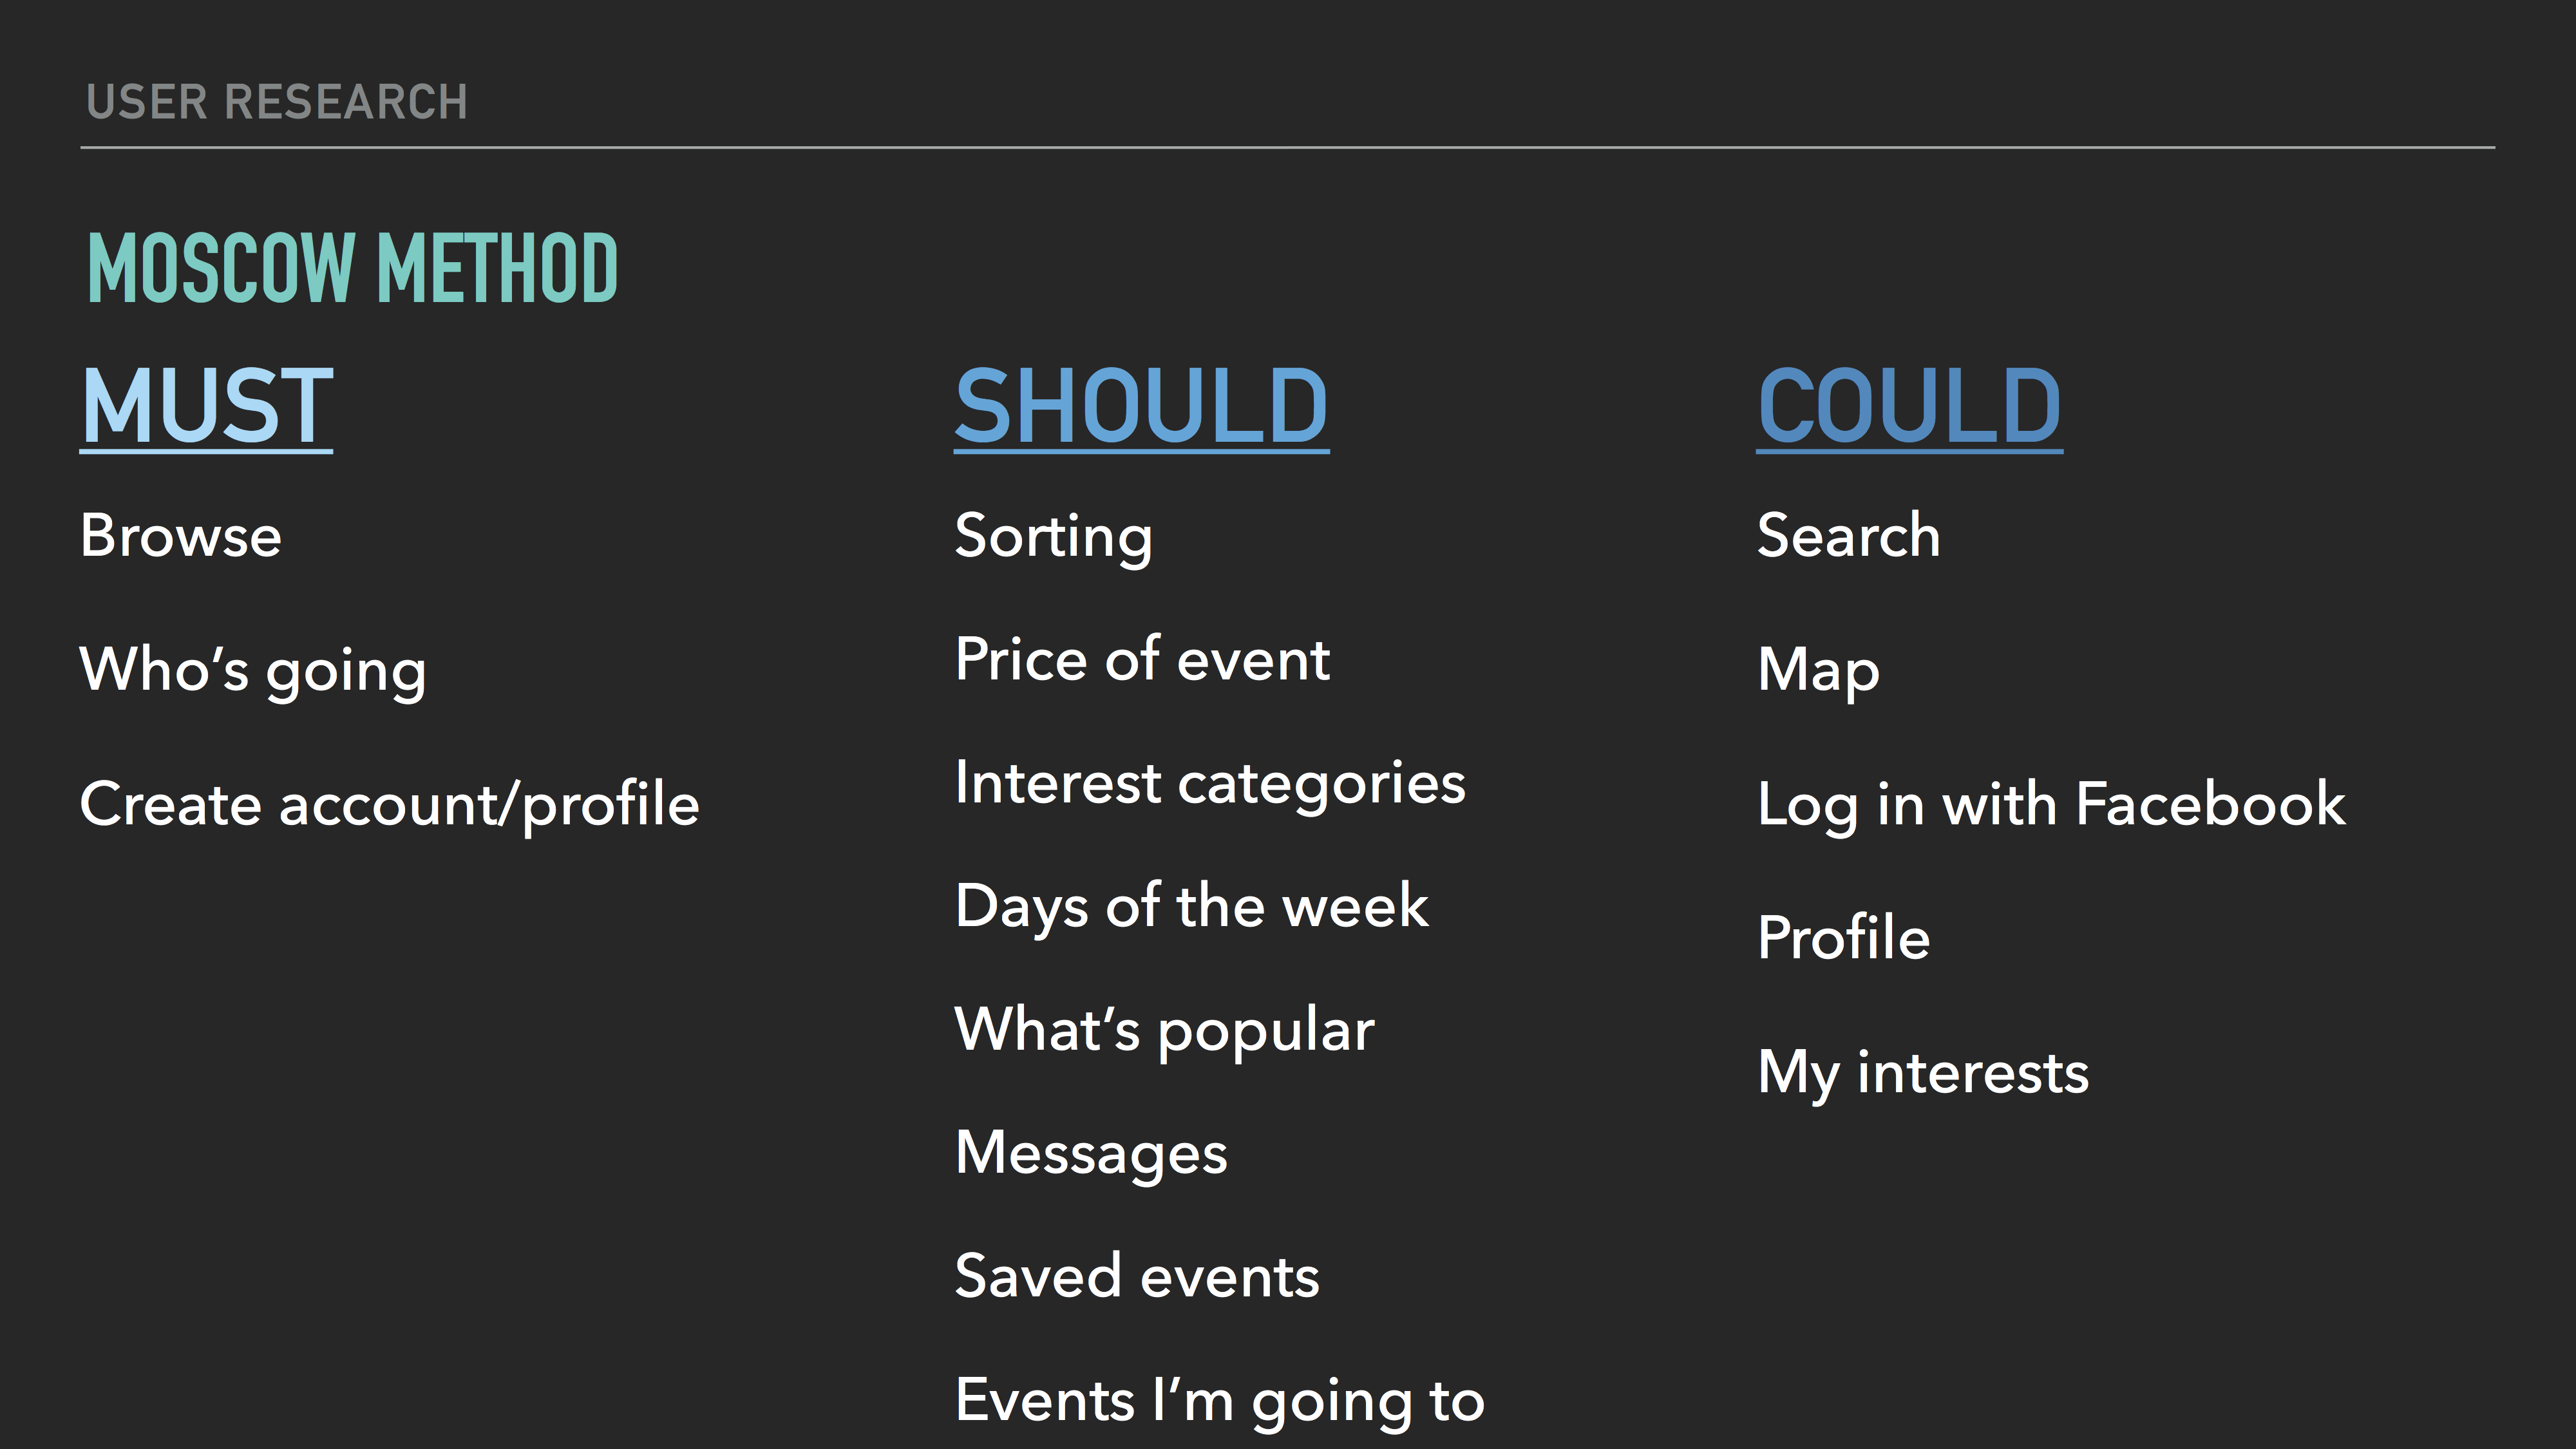 USER RESEARCH
MOSCOW METHOD
MUST
Browse
Who’s going
Create account/profile
SHOULD
Sorting
Price of event
Interest categories
Days of the week
What’s popular
Messages
Saved events
Events I’m going to
COULD
Search
Map
Log in with Facebook
Profile
My interests